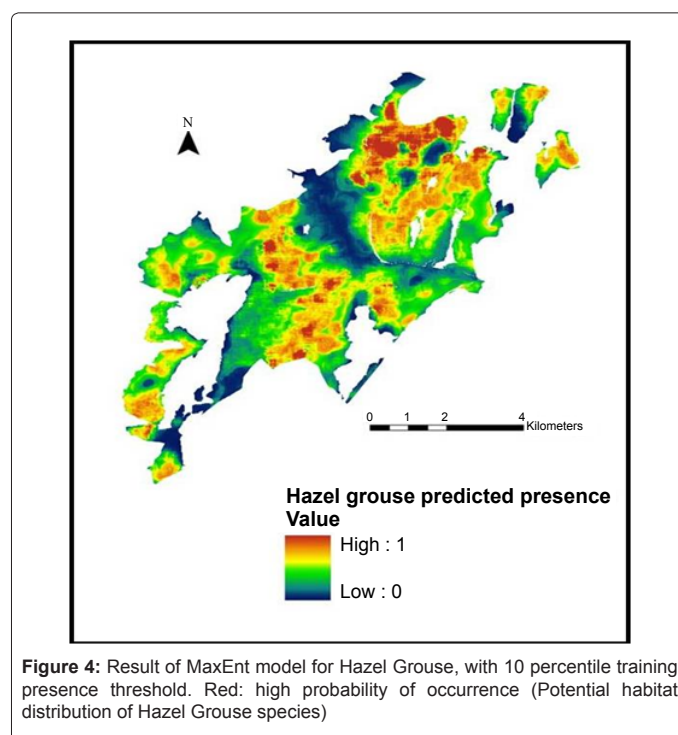 N
0 1 2 4
Kilometers
Hazel grouse predicted presence
Value
High : 1
Low : 0
Figure 4: Result of MaxEnt model for Hazel Grouse, with 10 percentile training
presence threshold. Red: high probability of occurrence (Potential habitat
distribution of Hazel Grouse species)